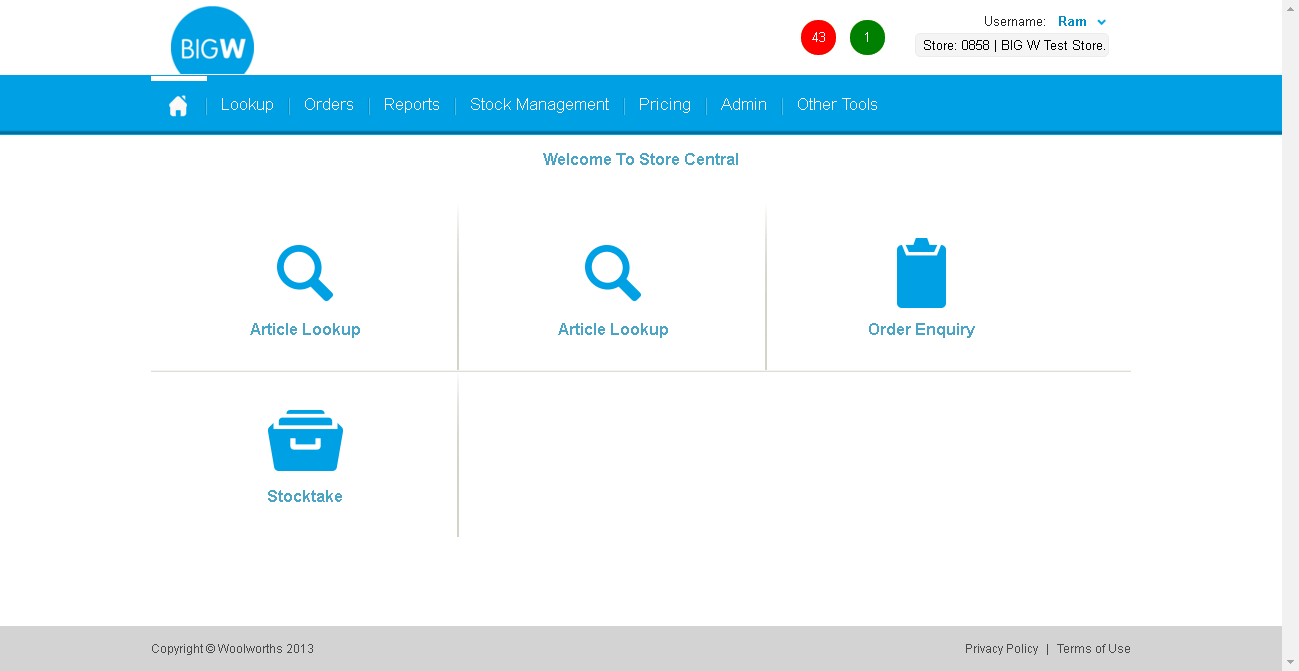 BIGW
43
1
Username: Ram
Store: 0858 | BIG W Test Store.
Lookup | Orders | Reports | Stock Management | Pricing | Admin | Other Tools
Welcome To Store Central
Article Lookup
Article Lookup
Order Enquiry
Stocktake
Copyright © Woolworths 2013
Privacy Policy | Terms of Use